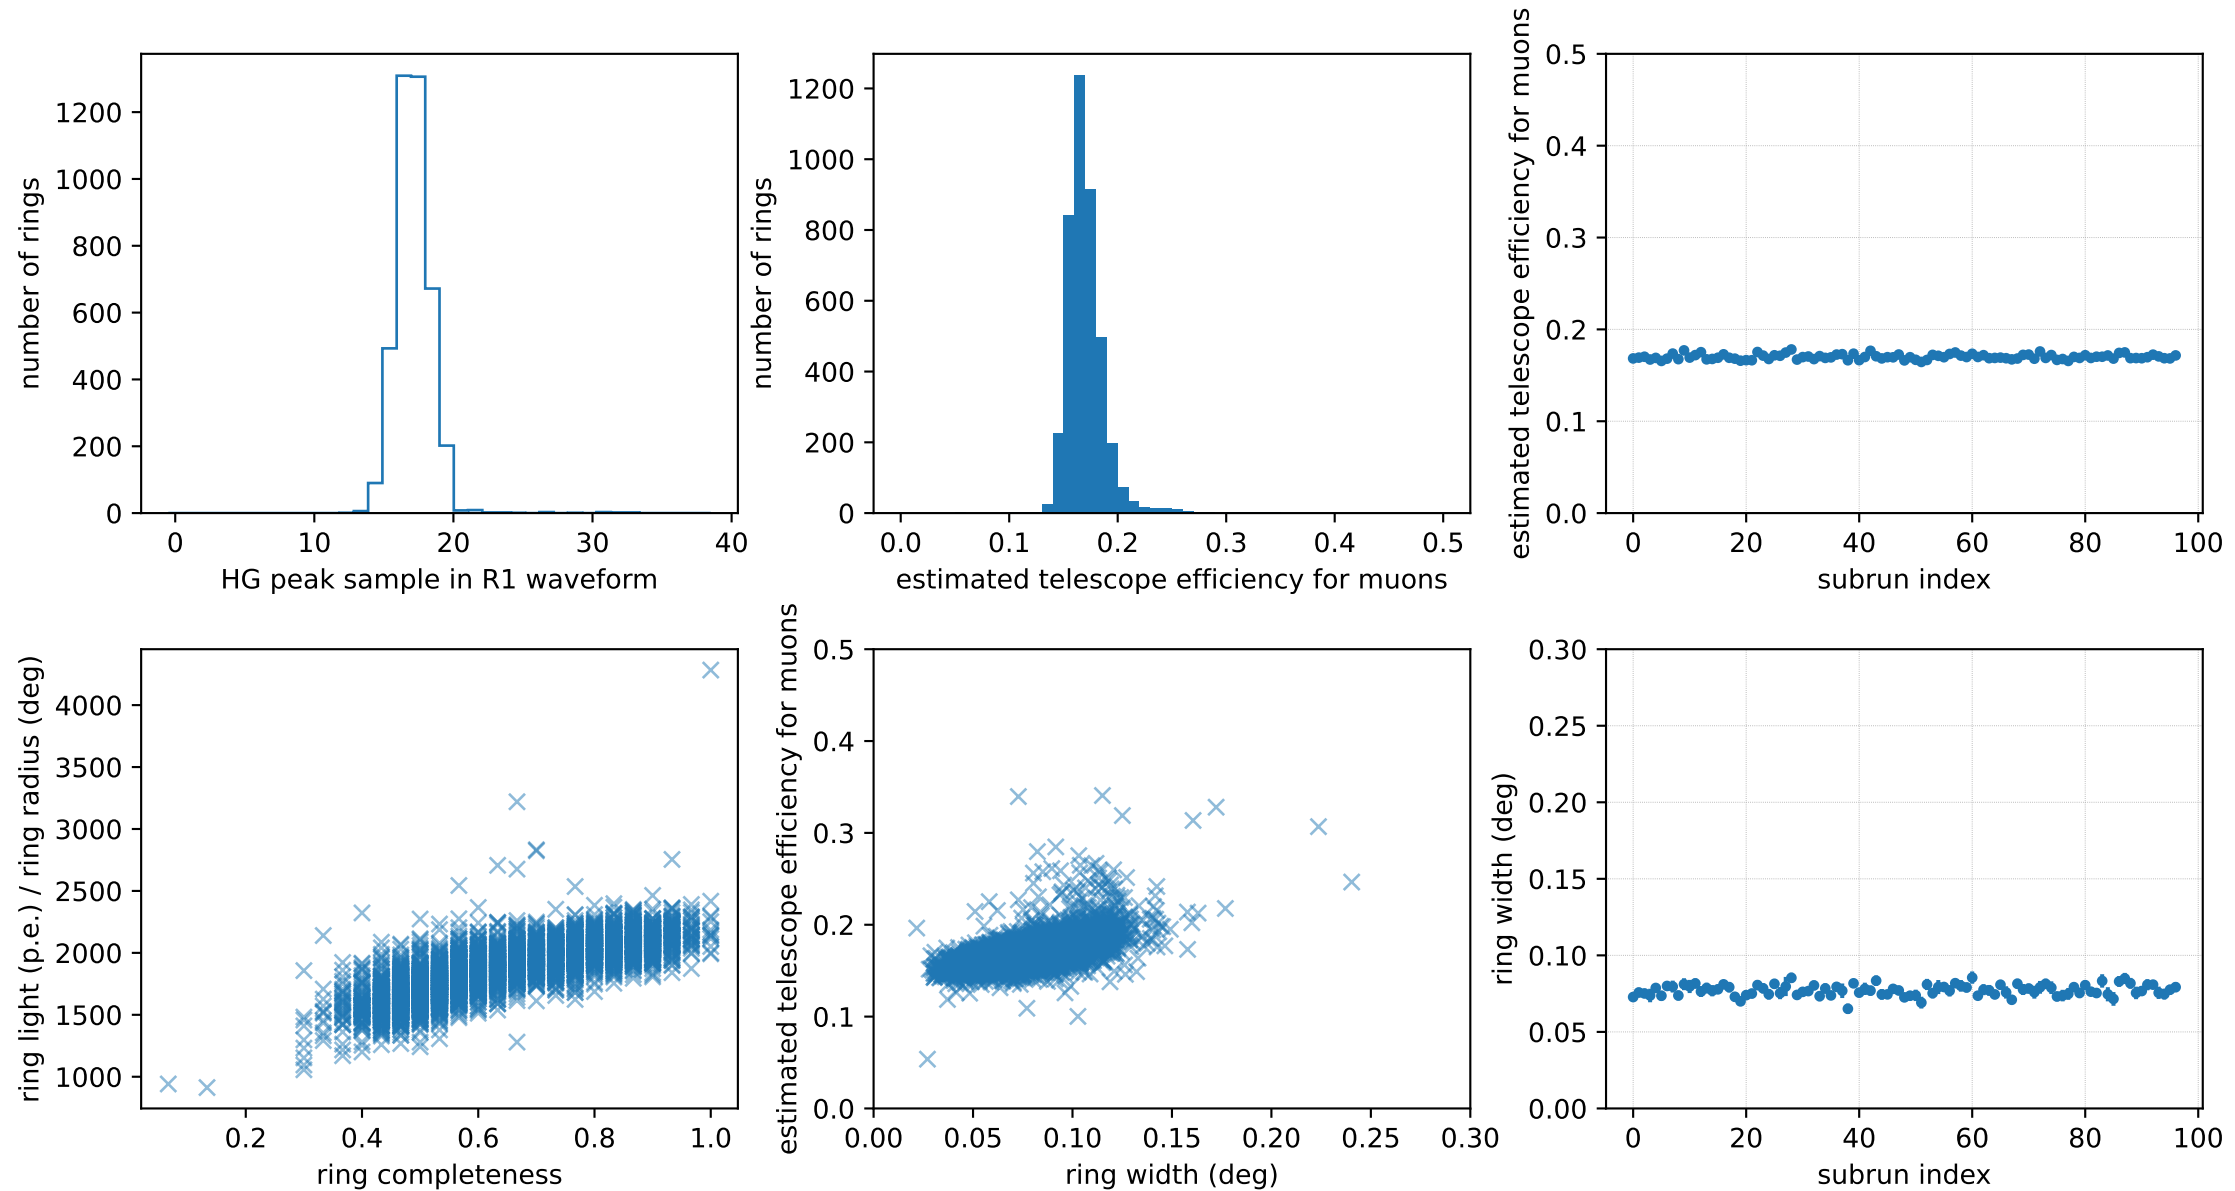 number of rings
1200
1000
800
600
400
200
0
0 10 20 30 40
HG peak sample in R1 waveform
number of rings
1200
1000
800
600
400
200
0
0.0 0.1 0.2 0.3 0.4 0.5
estimated telescope efficiency for muons
estimated telescope efficiency for muons
0.5
0.4
0.3
0.2
0.1
0.0
0 20 40 60 80 100
subrun index
ring light (p.e.) / ring radius (deg)
4000
3500
3000
2500
2000
1500
1000
0.2 0.4 0.6 0.8 1.0
ring completeness
estimated telescope efficiency for muons
0.5
0.4
0.3
0.2
0.1
0.0
0.00 0.05 0.10 0.15 0.20 0.25 0.30
ring width (deg)
ring width (deg)
0.30
0.25
0.20
0.15
0.10
0.05
0.00
0 20 40 60 80 100
subrun index